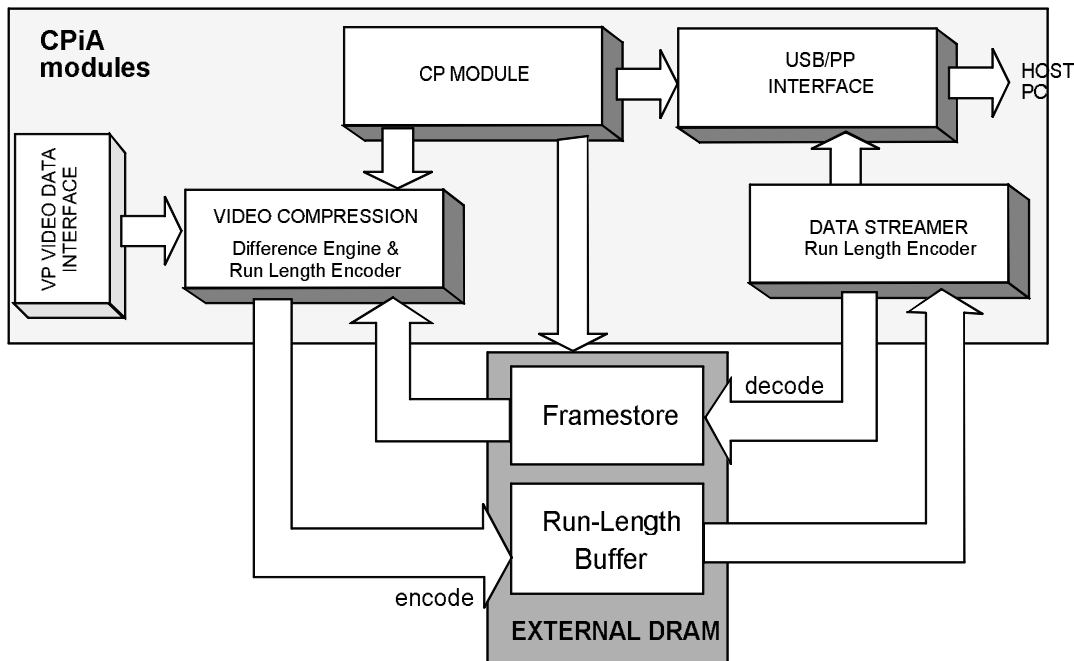 CPiA
modules
CP MODULE
USB/PP
INTERFACE
HOST
PC
VP VIDEO DATA
INTERFACE
VIDEO COMPRESSION
Difference Engine &
Run Length Encoder
DATA STREAMER
Run Length Encoder
decode
Framestore
Run-Length
Buffer
encode
EXTERNAL DRAM